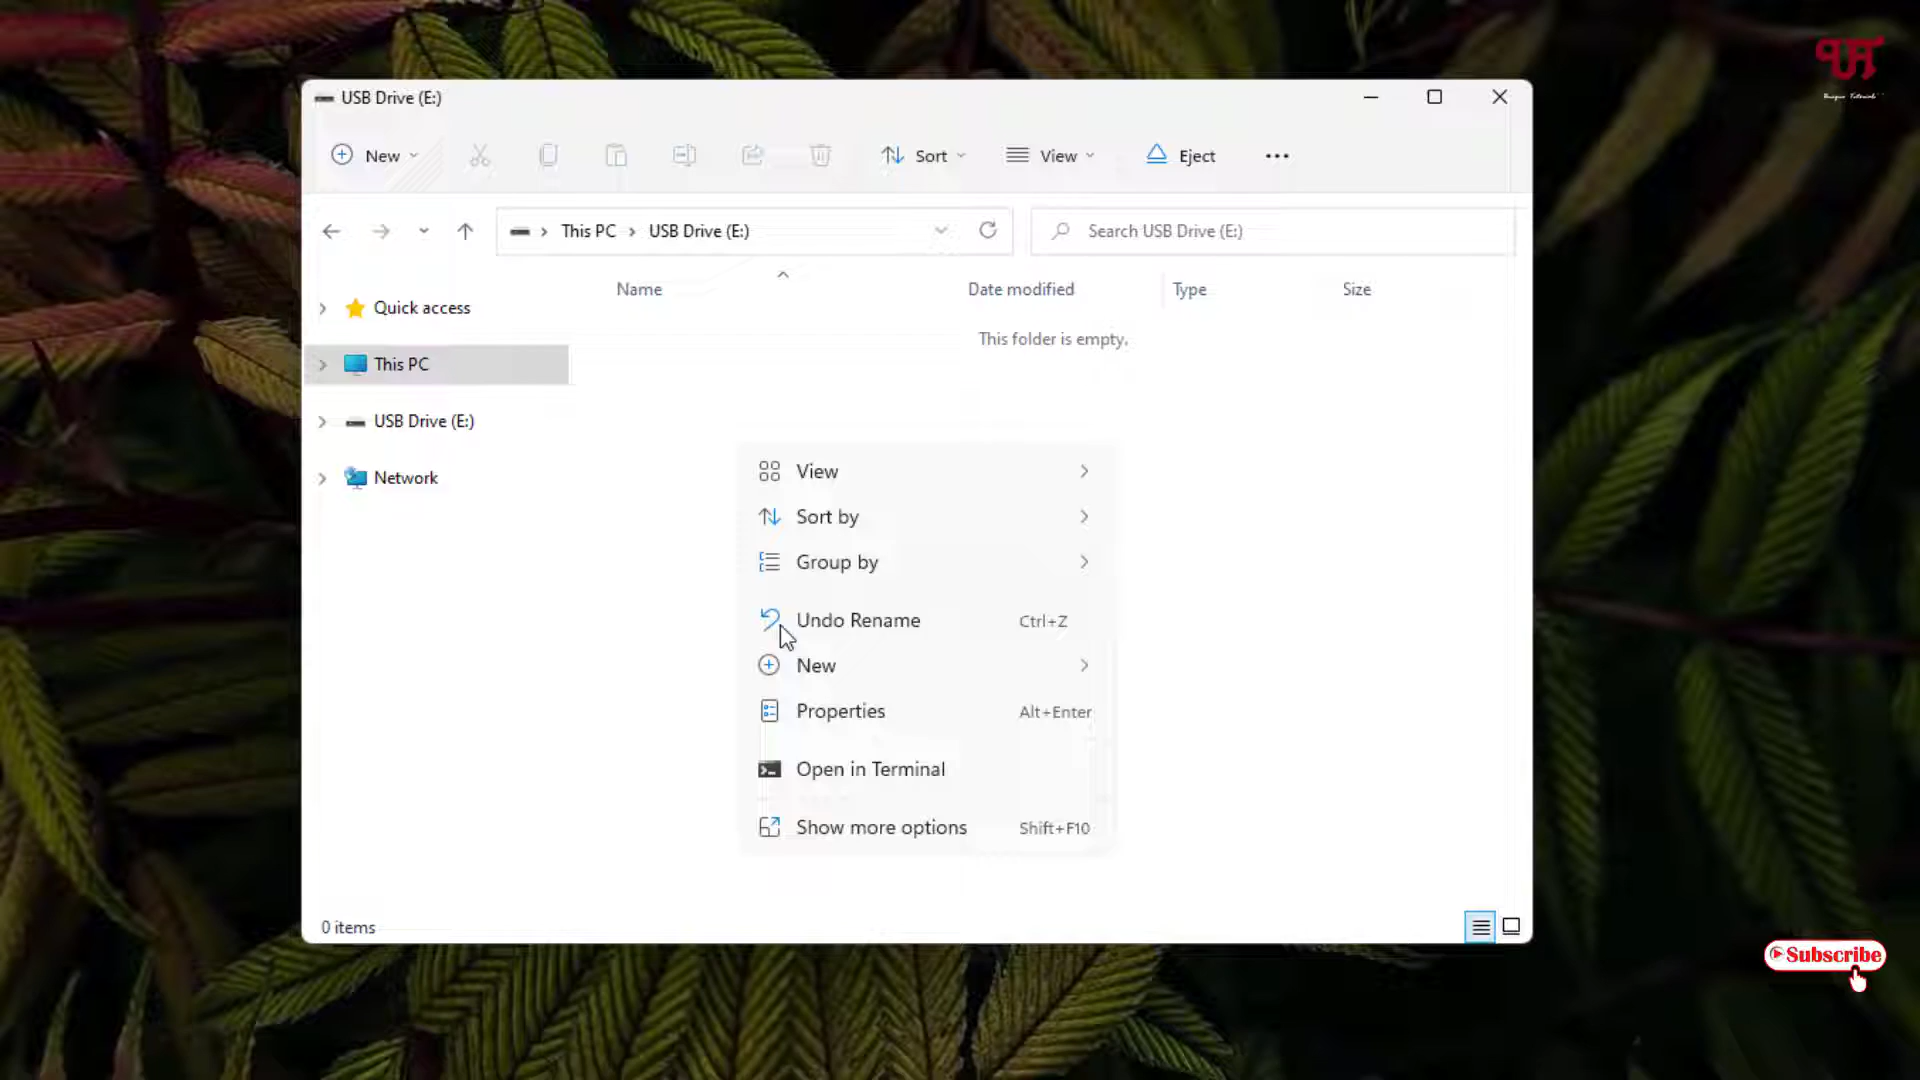 USB Drive (E:)
New
Sort
View
Eject
This PC
USB Drive (E:)
Search USB Drive (E:)
Name
Date modified
Type
Size
This folder is empty.
Quick access
This PC
USB Drive (E:)
Network
View
Sort by
Group by
Undo Rename Ctrl+Z
New
Properties Alt+Enter
Open in Terminal
Show more options Shift+F10
0 items
Subscribe
Unique Tutorials